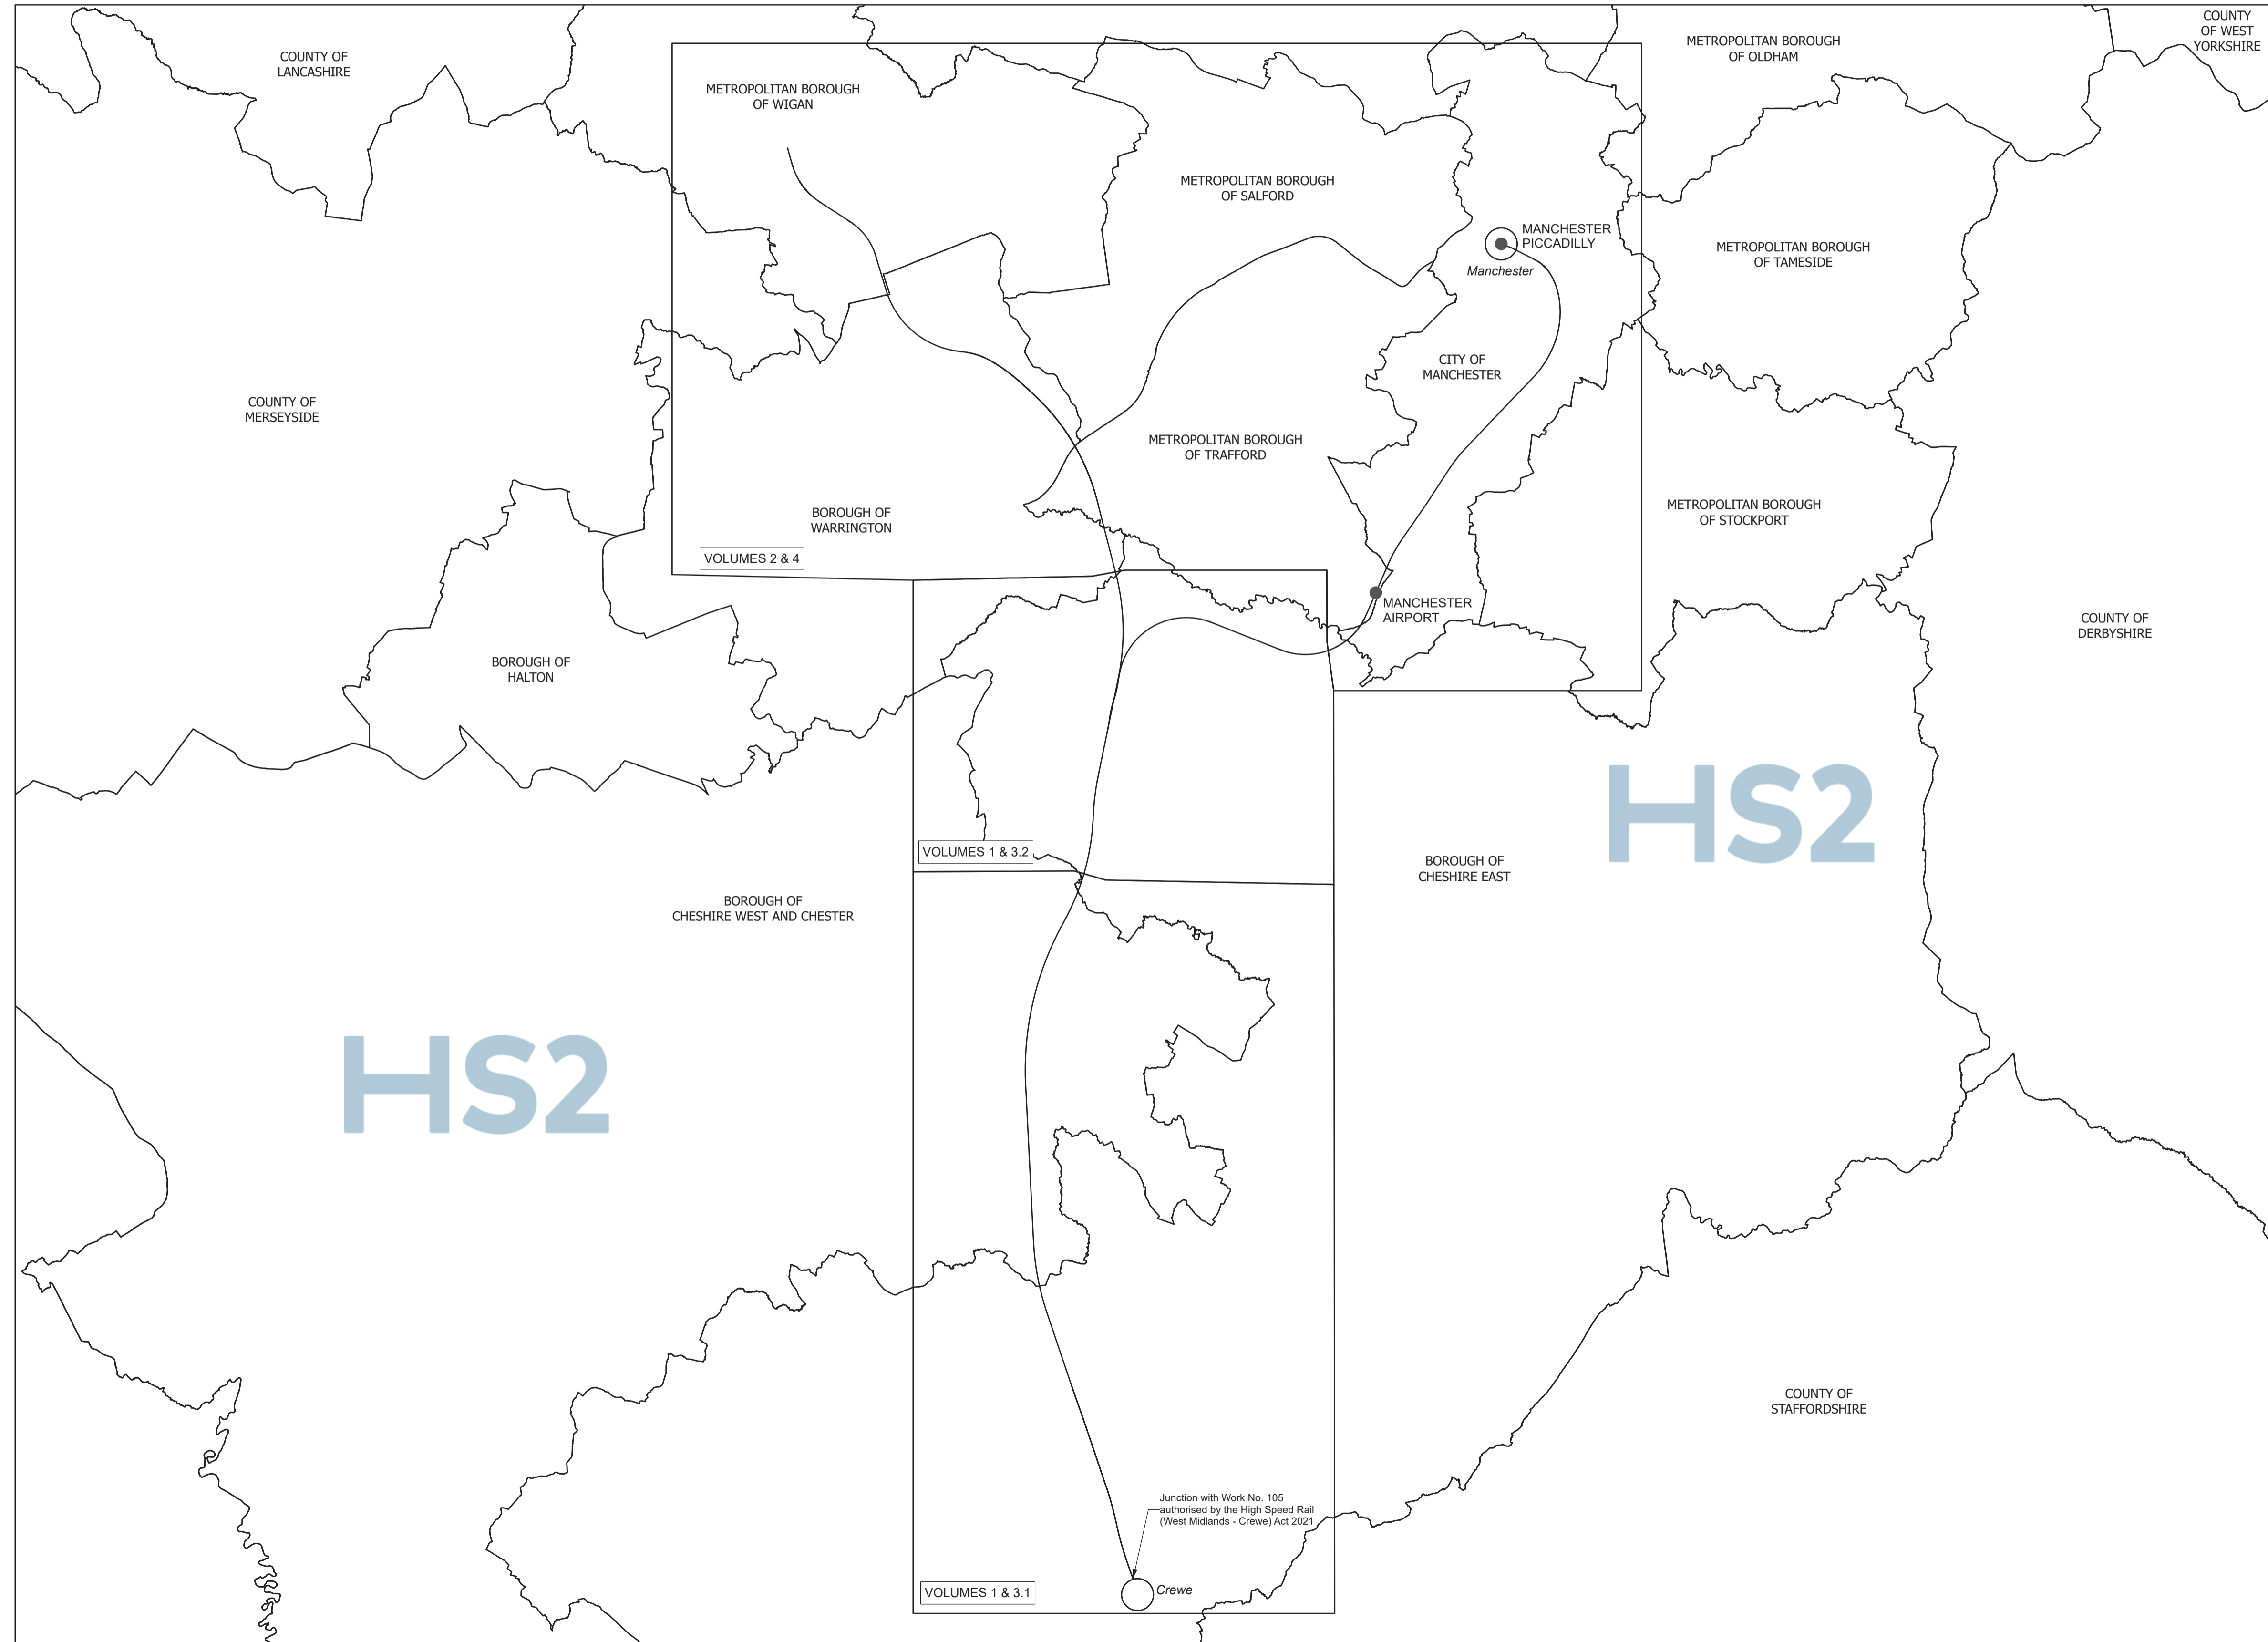 COUNTY OF
LANCASHIRE
METROPOLITAN BOROUGH
OF WIGAN
METROPOLITAN BOROUGH
OF OLDHAM
COUNTY
OF WEST
YORKSHIRE
METROPOLITAN BOROUGH
OF SALFORD
MANCHESTER
PICCADILLY
Manchester
METROPOLITAN BOROUGH
OF TAMESIDE
CITY OF
MANCHESTER
COUNTY OF
MERSEYSIDE
METROPOLITAN BOROUGH
OF TRAFFORD
BOROUGH OF
WARRINGTON
METROPOLITAN BOROUGH
OF STOCKPORT
VOLUMES 2 & 4
MANCHESTER
AIRPORT
COUNTY OF
DERBYSHIRE
BOROUGH OF
HALTON
HS2
VOLUMES 1 & 3.2
BOROUGH OF
CHESHIRE EAST
BOROUGH OF
CHESHIRE WEST AND CHESTER
HS2
COUNTY OF
STAFFORDSHIRE
Junction with Work No. 105
authorised by the High Speed Rail
(West Midlands - Crewe) Act 2021
VOLUMES 1 & 3.1
Crewe